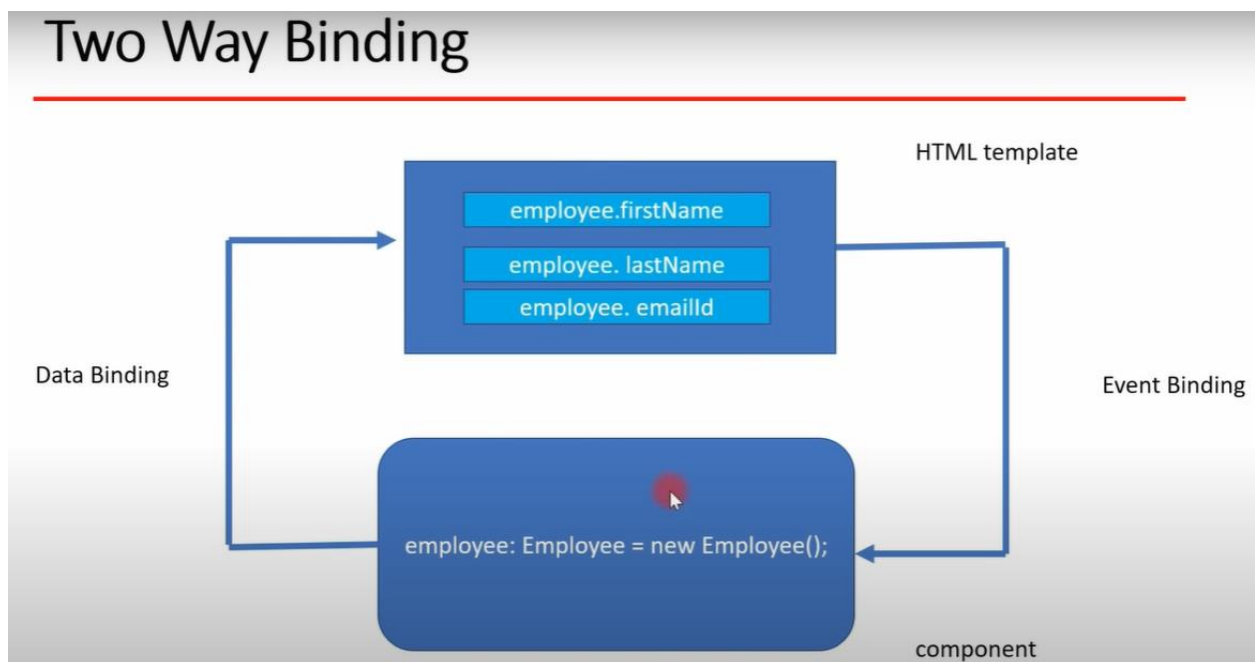 Two Way Binding
HTML template
employee.firstName
employee. lastName
employee. emailId
Data Binding
Event Binding
employee: Employee = new Employee();
component